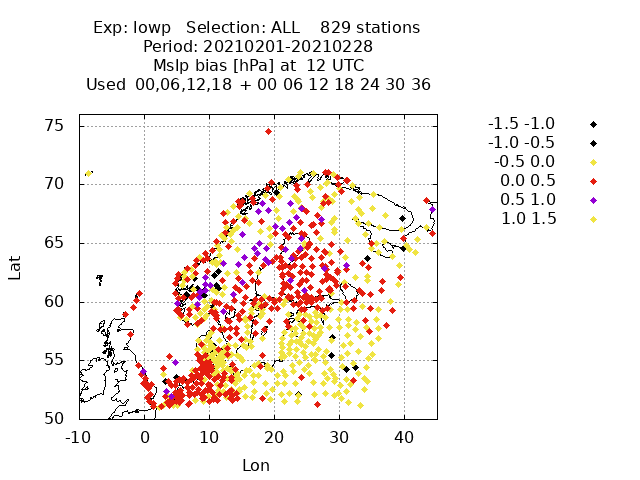 Exp: lowp Selection: ALL 829 stations
Period: 20210201-20210228
Mslp bias [hPa] at 12 UTC
Used 00,06,12,18 + 00 06 12 18 24 30 36
75
70
65
60
55
50
-10 0 10 20 30 40
Lat
Lon
-1.5 -1.0
-1.0 -0.5
-0.5 0.0
0.0 0.5
0.5 1.0
1.0 1.5